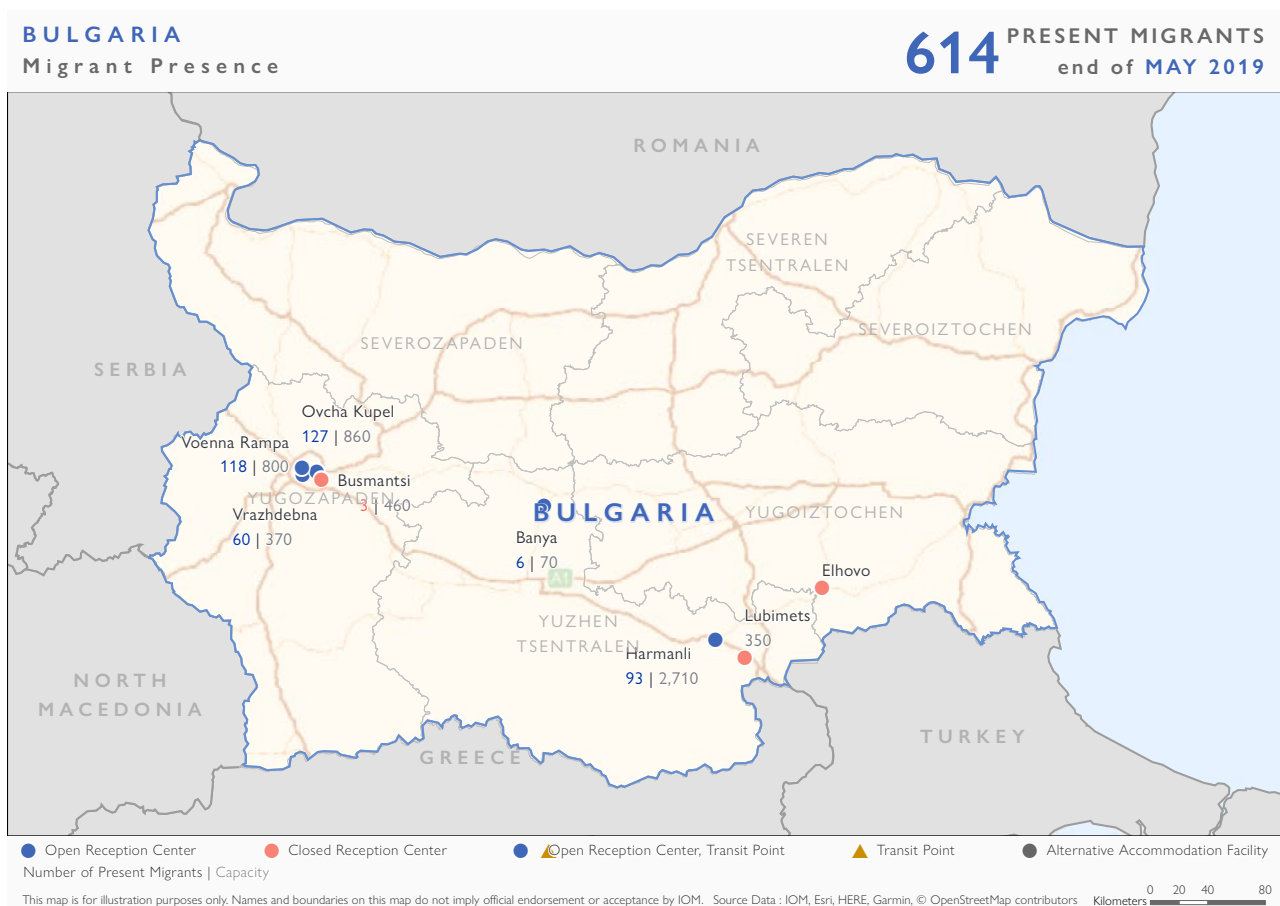 BULGARIA
Migrant Presence
614
PRESENT MIGRANTS
end of MAY 2019
ROMANIA
SEVEREN
TSENTRALEN
SEVEROIZTOCHEN
SEVEROZAPADEN
SERBIA
Ovcha Kupel
127 | 860
Voenna Rampa
118 | 800
Busmantsi
3 | 460
YUGOZAPADEN
Vrazhdebna
60 | 370
BULGARIA
YUGOIZTOCHEN
Banya
6 | 70
A1
Elhovo
Lubimets
350
YUZHEN
TSENTRALEN
Harmanli
93 | 2,710
NORTH
MACEDONIA
GREECE
TURKEY
Open Reception Center
Closed Reception Center
Open Reception Center, Transit Point
Transit Point
Alternative Accommodation Facility
Number of Present Migrants | Capacity
This map is for illustration purposes only. Names and boundaries on this map do not imply official endorsement or acceptance by IOM. Source Data : IOM, Esri, HERE, Garmin, © OpenStreetMap contributors
Kilometers
0 20 40 80